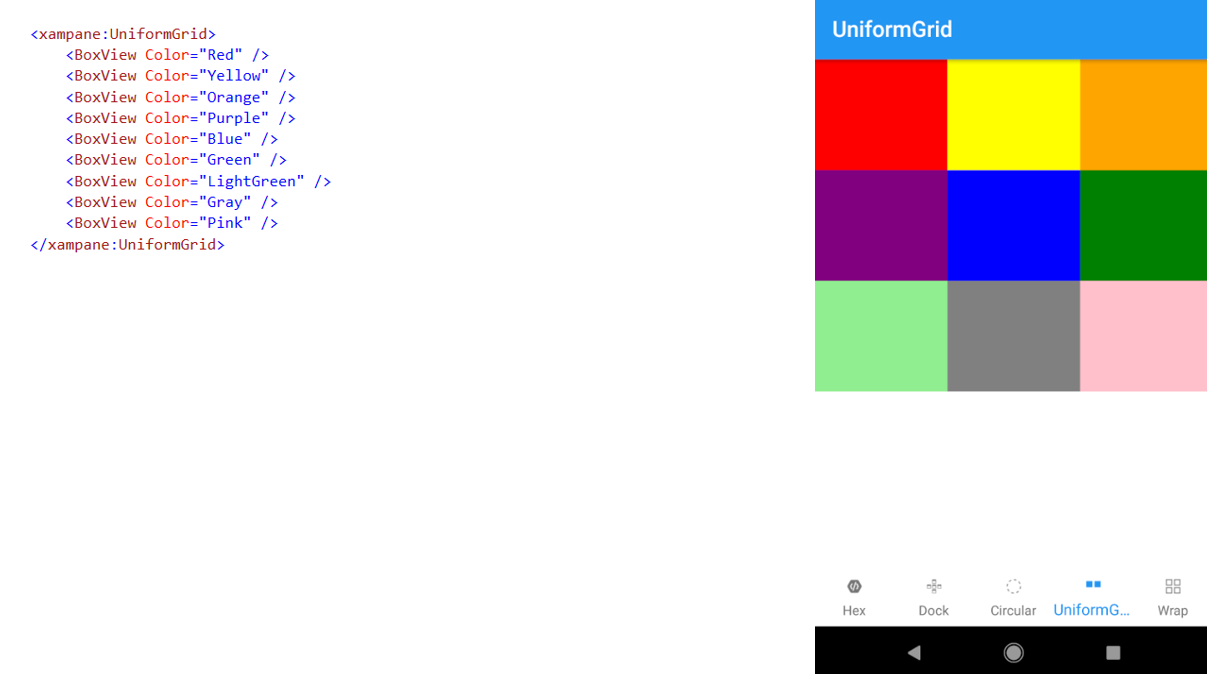 <xampane:UniformGrid>
    <BoxView Color="Red" />
    <BoxView Color="Yellow" />
    <BoxView Color="Orange" />
    <BoxView Color="Purple" />
    <BoxView Color="Blue" />
    <BoxView Color="Green" />
    <BoxView Color="LightGreen" />
    <BoxView Color="Gray" />
    <BoxView Color="Pink" />
</xampane:UniformGrid>
UniformGrid
Hex Dock Circular UniformG... Wrap